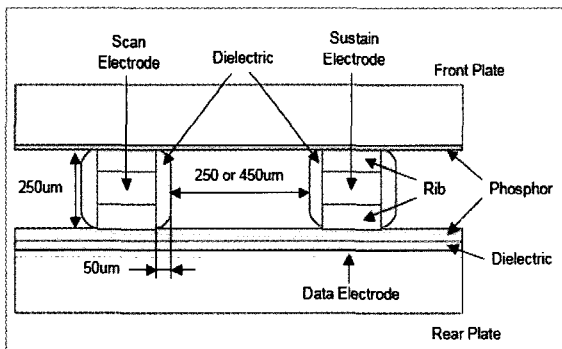 Scan
Electrode
Dielectric
Sustain
Electrode
Front Plate
250um
250 or 450um
Rib
Phosphor
Dielectric
50um
Data Electrode
Rear Plate